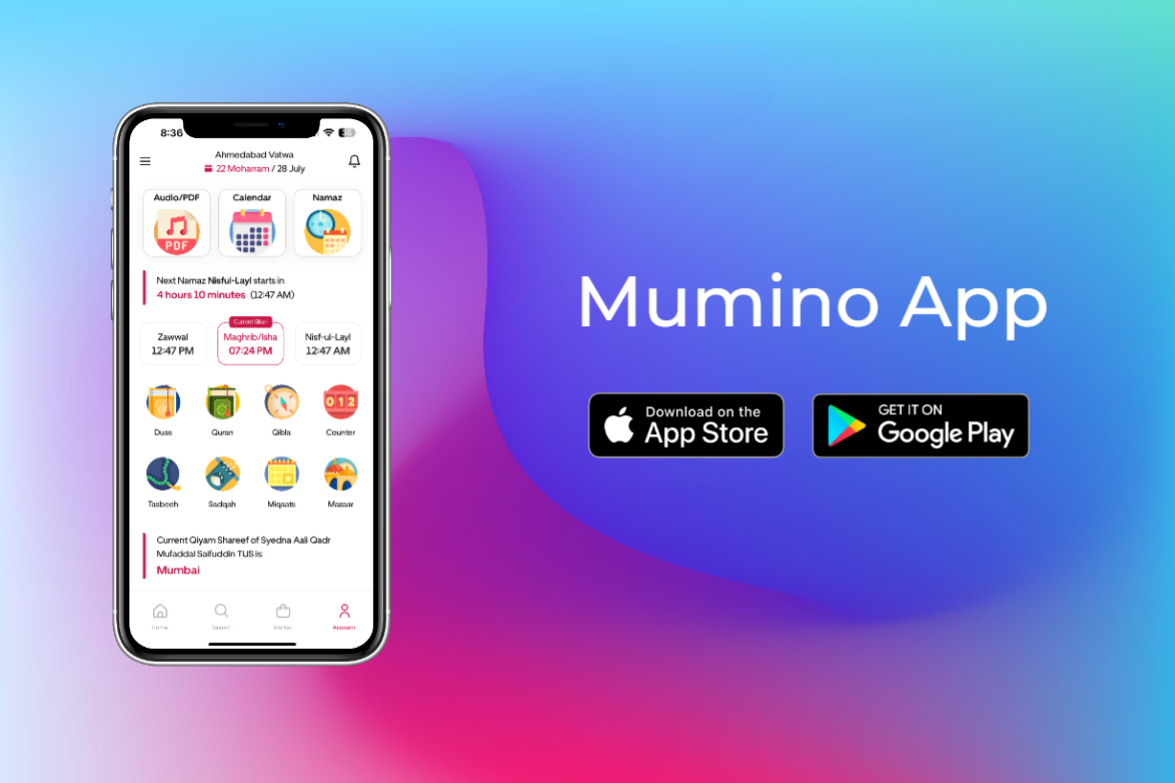 8:36
Ahmedabad Vatwa
22 Moharram / 28 July
Audio/PDF
Calendar
Namaz
PDF
Next Namaz Nisful-Layl starts in
4 hours 10 minutes (12:47 AM)
Zawwal
12:47 PM
Maghrib/Isha
07:24 PM
Nisf-ul-Layl
12:47 AM
012
Duas
Quran
Qibla
Counter
Tasbeeh
Sadqah
Miqaats
Mazaar
Current Qiyam Shareef of Syedna Aali Qadr
Mufaddal Saifuddin TUS is:
Mumbai
Home
Search
Market
Account
Mumino App
Download on the
App Store
GET IT ON
Google Play